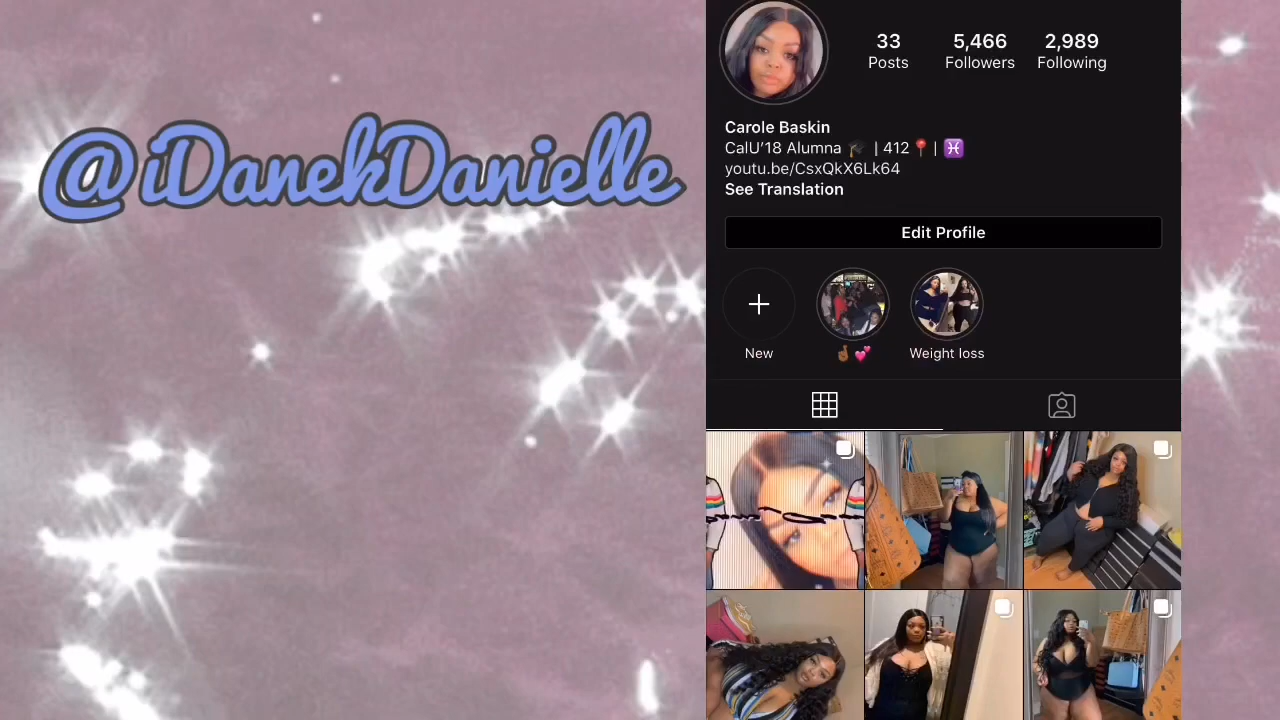 @iDanekDanielle
33
5,466
2,989
Posts
Followers
Following
Carole Baskin
CalU'18 Alumna 🎓 | 412📍| ♓
youtu.be/CsxQkX6Lk64
See Translation
Edit Profile
New
🤞🏾💕
Weight loss